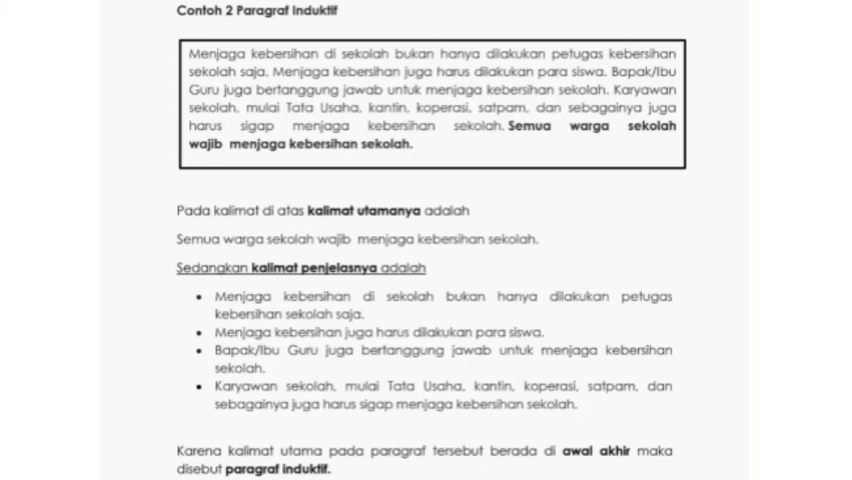 Contoh 2 Paragraf Induktif
Menjaga kebersihan di sekolah bukan hanya dilakukan petugas kebersihan
sekolah saja. Menjaga kebersihan juga harus dilakukan para siswa. Bapak/Ibu
Guru juga bertanggung jawab untuk menjaga kebersihan sekolah. Karyawan
sekolah, mulai Tata Usaha, kantin, koperasi, satpam, dan sebagainya juga
harus sigap menjaga kebersihan sekolah. Semua warga sekolah
wajib menjaga kebersihan sekolah.
Pada kalimat di atas kalimat utamanya adalah
Semua warga sekolah wajib menjaga kebersihan sekolah.
Sedangkan kalimat penjelasnya adalah
• Menjaga kebersihan di sekolah bukan hanya dilakukan petugas
kebersihan sekolah saja.
• Menjaga kebersihan juga harus dilakukan para siswa.
• Bapak/Ibu Guru juga bertanggung jawab untuk menjaga kebersihan
sekolah.
• Karyawan sekolah, mulai Tata Usaha, kantin, koperasi, satpam, dan
sebagainya juga harus sigap menjaga kebersihan sekolah.
Karena kalimat utama pada paragraf tersebut berada di awal akhir maka
disebut paragraf induktif.